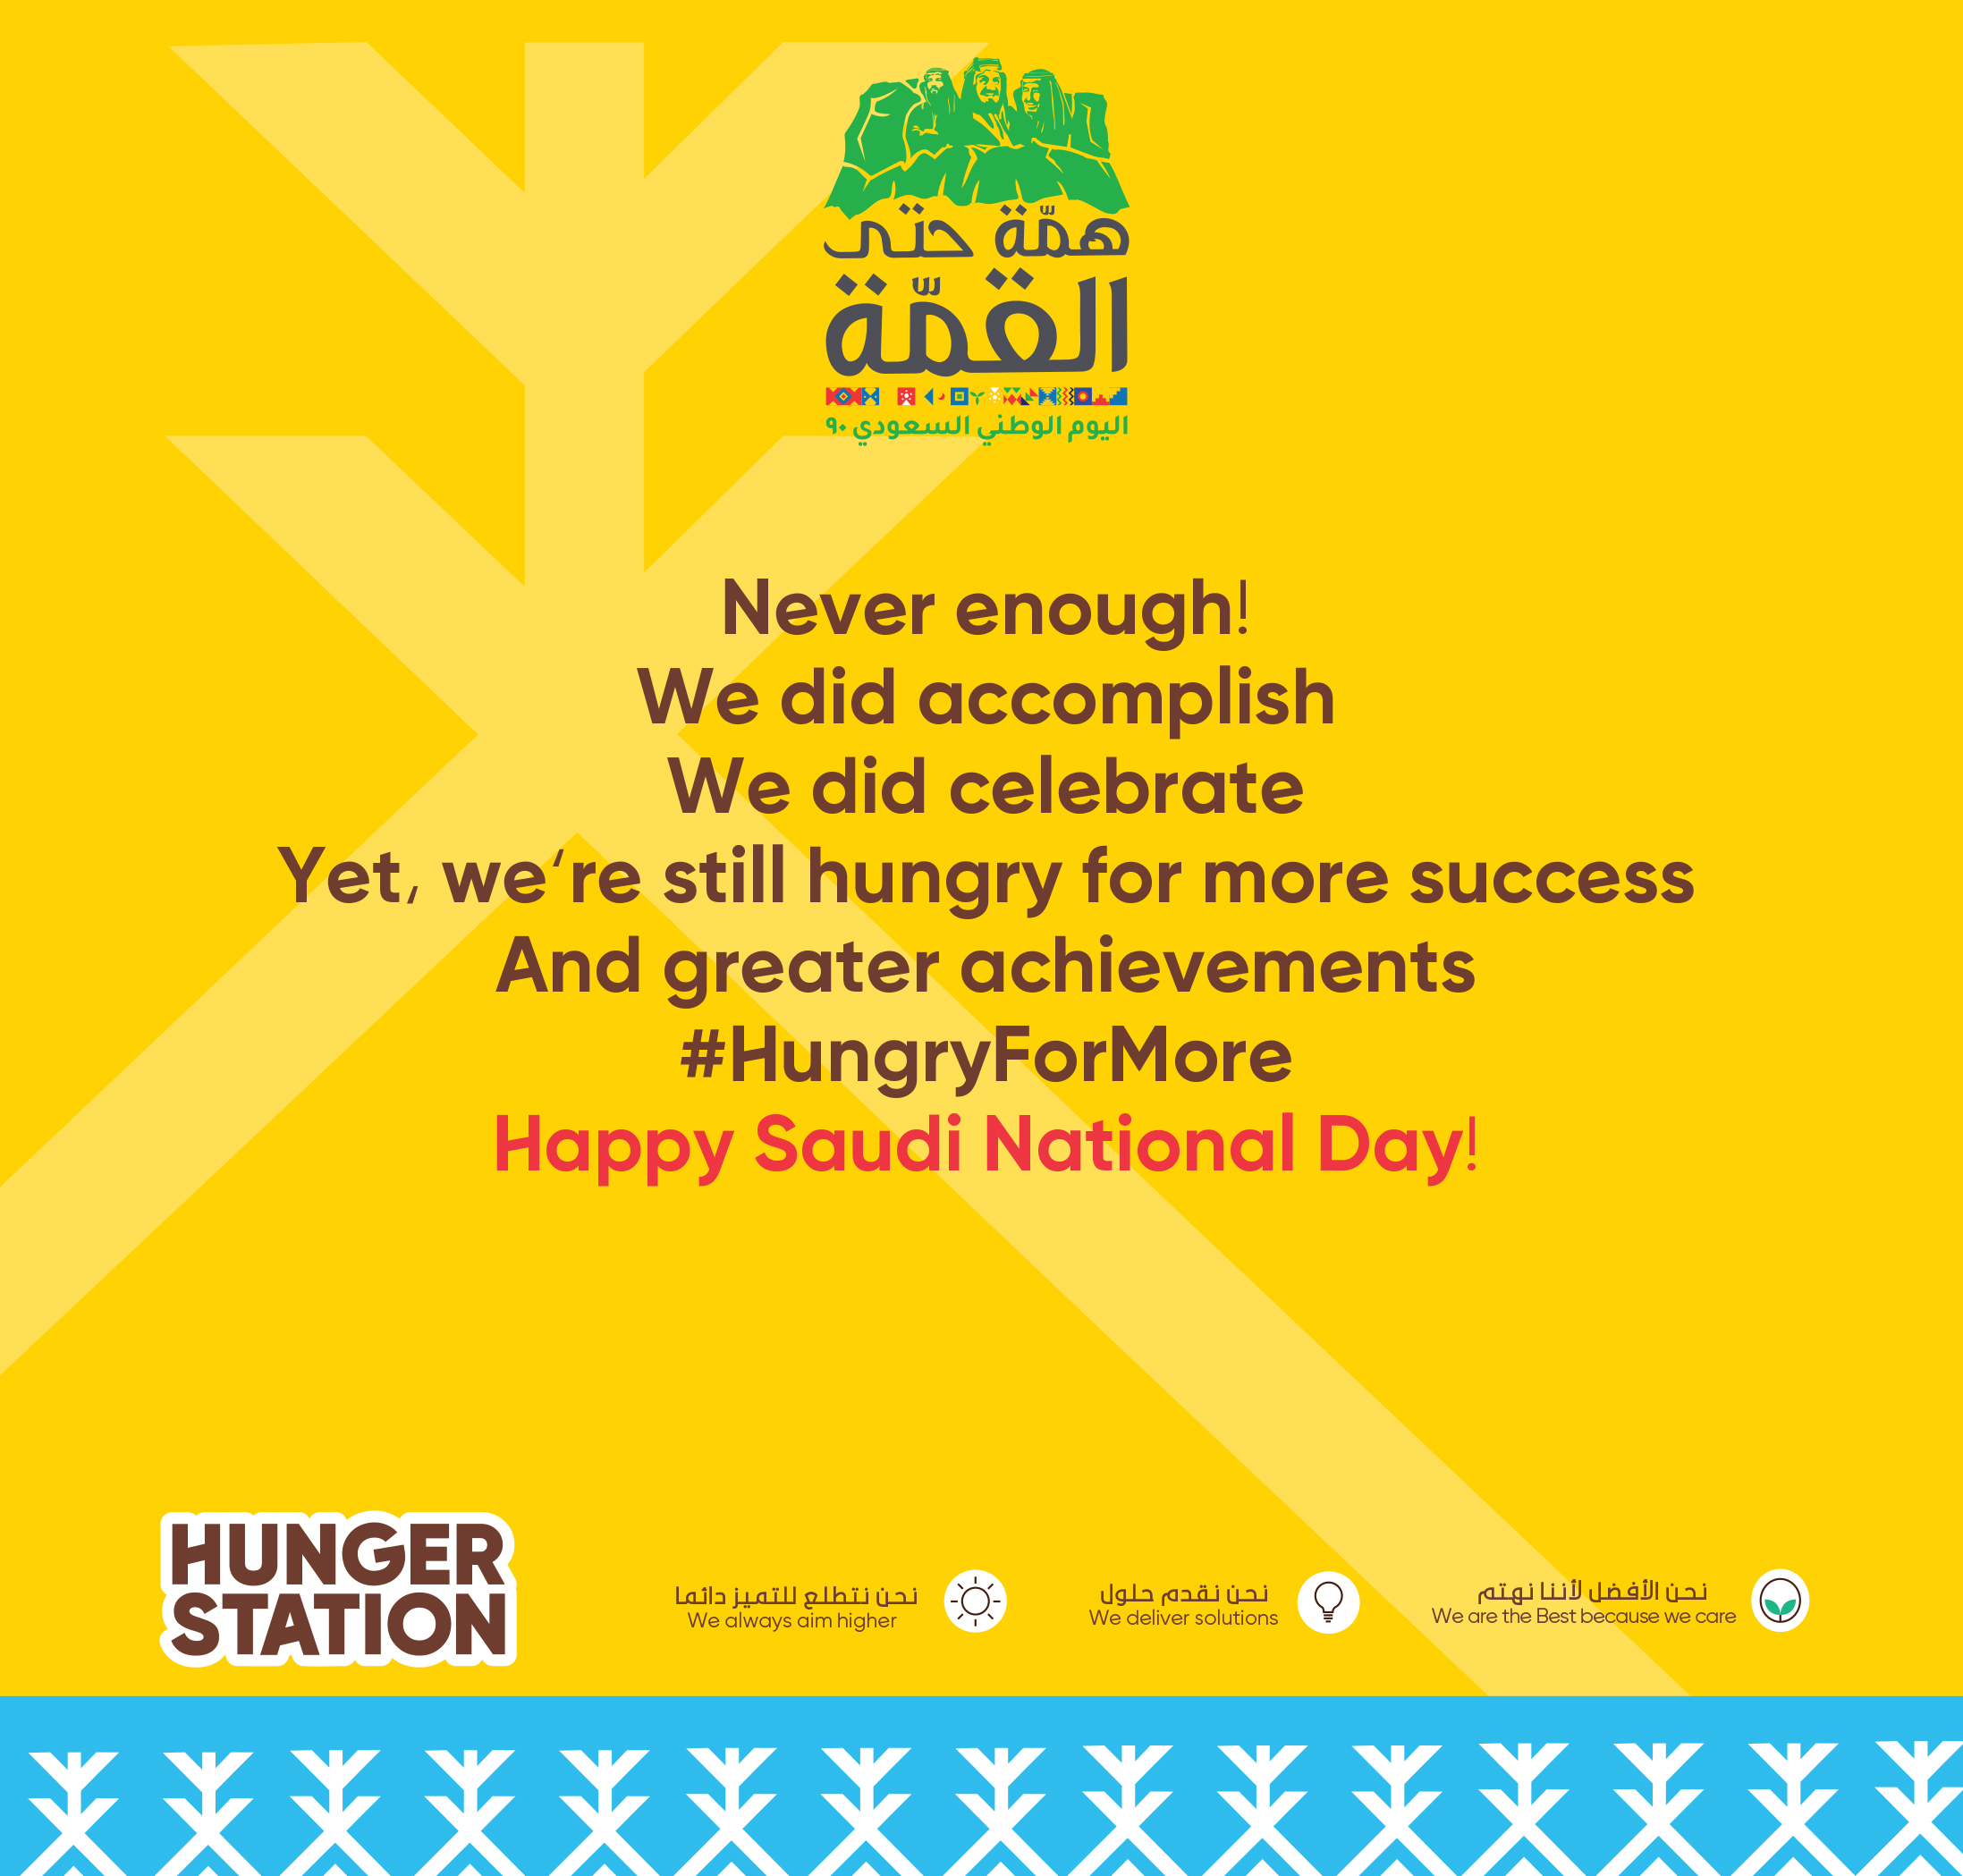 همّة حتى
القمّة
اليوم الوطني السعودي ٩٠
Never enough!
We did accomplish
We did celebrate
Yet, we‘re still hungry for more success
And greater achievements
#HungryForMore
Happy Saudi National Day!
HUNGER
STATION
نحن نتطلع للتميز دائما
We always aim higher
نحن نقدم حلول
We deliver solutions
نحن الأفضل لأننا نهتم
We are the Best because we care